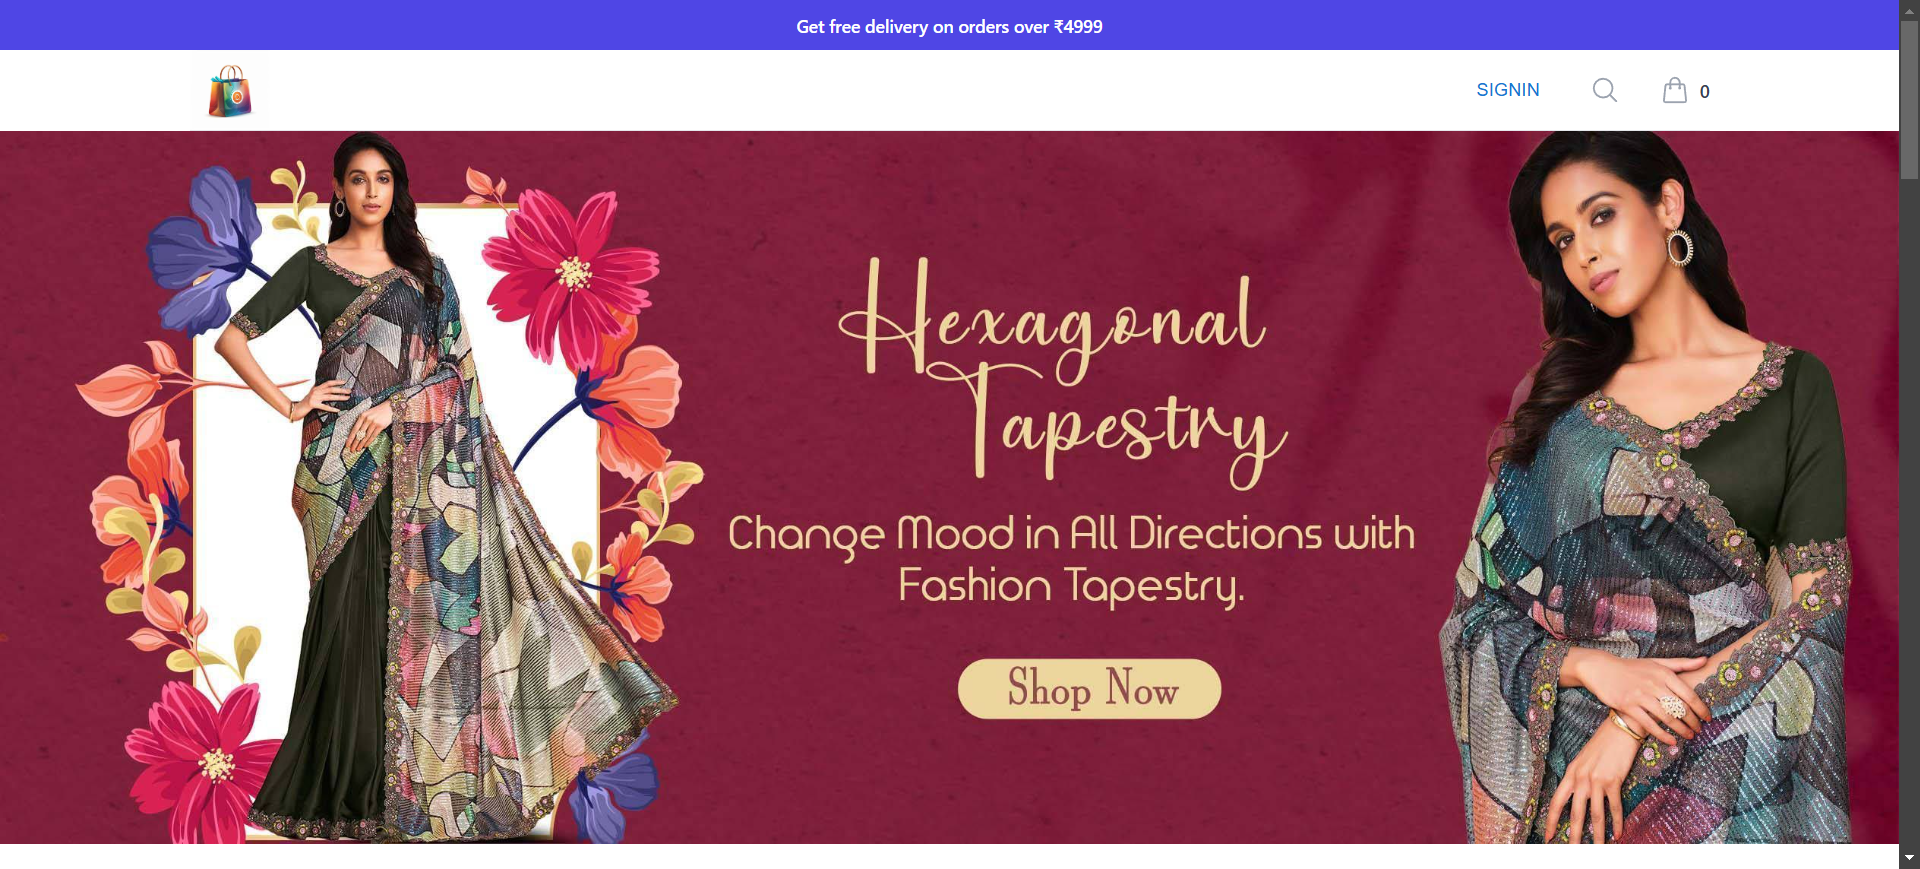 Get free delivery on orders over ₹4999
SIGNIN
0
Hexagonal
Tapestry
Change Mood in All Directions with
Fashion Tapestry.
Shop Now